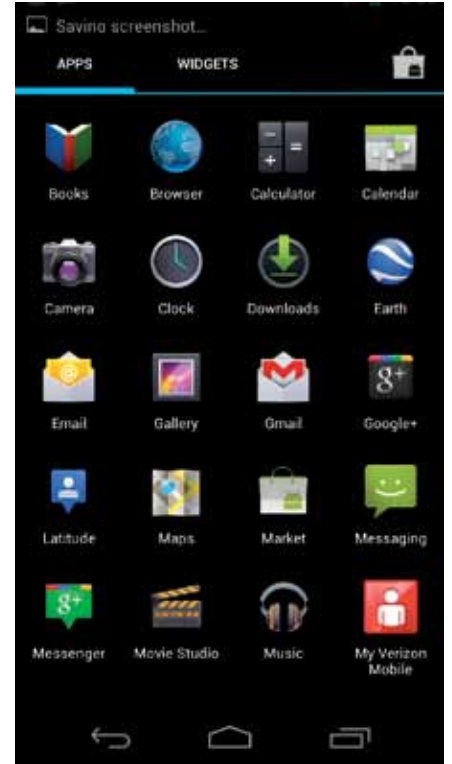 Saving screenshot...
APPS WIDGETS
Books Browser Calculator Calendar
Camera Clock Downloads Earth
Email Gallery Gmail Google+
g+
Latitude Maps Market Messaging
g+
Messenger Movie Studio Music My Verizon Mobile